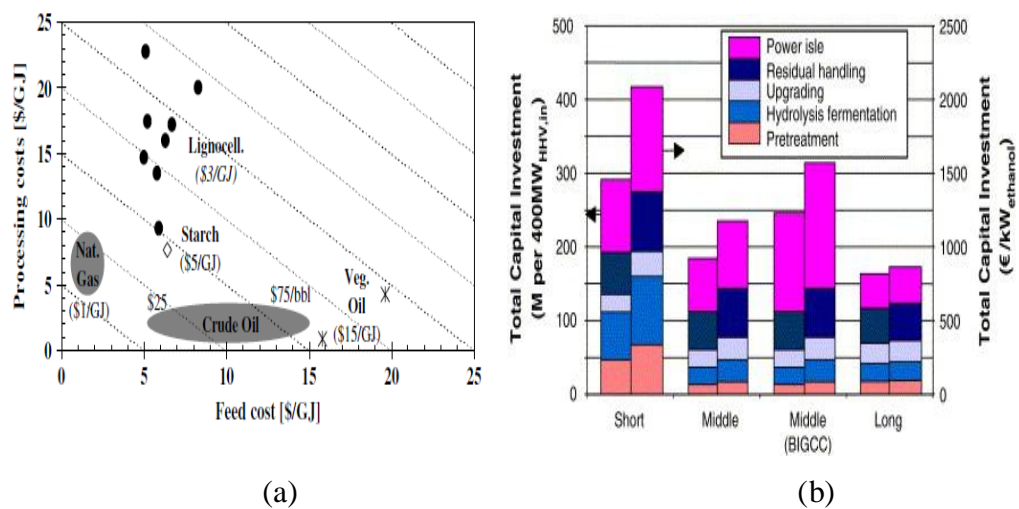 25
20
15
10
5
0
0
5
10
15
20
25
Processing costs [$/GJ]
Feed cost [$/GJ]
Lignocell.
($3/GJ)
Starch
($5/GJ)
Nat.
Gas
($1/GJ)
$25
$75/bbl
Crude Oil
Veg.
Oil
($15/GJ)
(a)
Total Capital Investment
(M per 400MWHHV,in)
500
400
300
200
100
0
Power isle
Residual handling
Upgrading
Hydrolysis fermentation
Pretreatment
2500
2000
1500
1000
500
0
Total Capital Investment
(€/kWethanol)
Short
Middle
Middle
(BIGCC)
Long
(b)